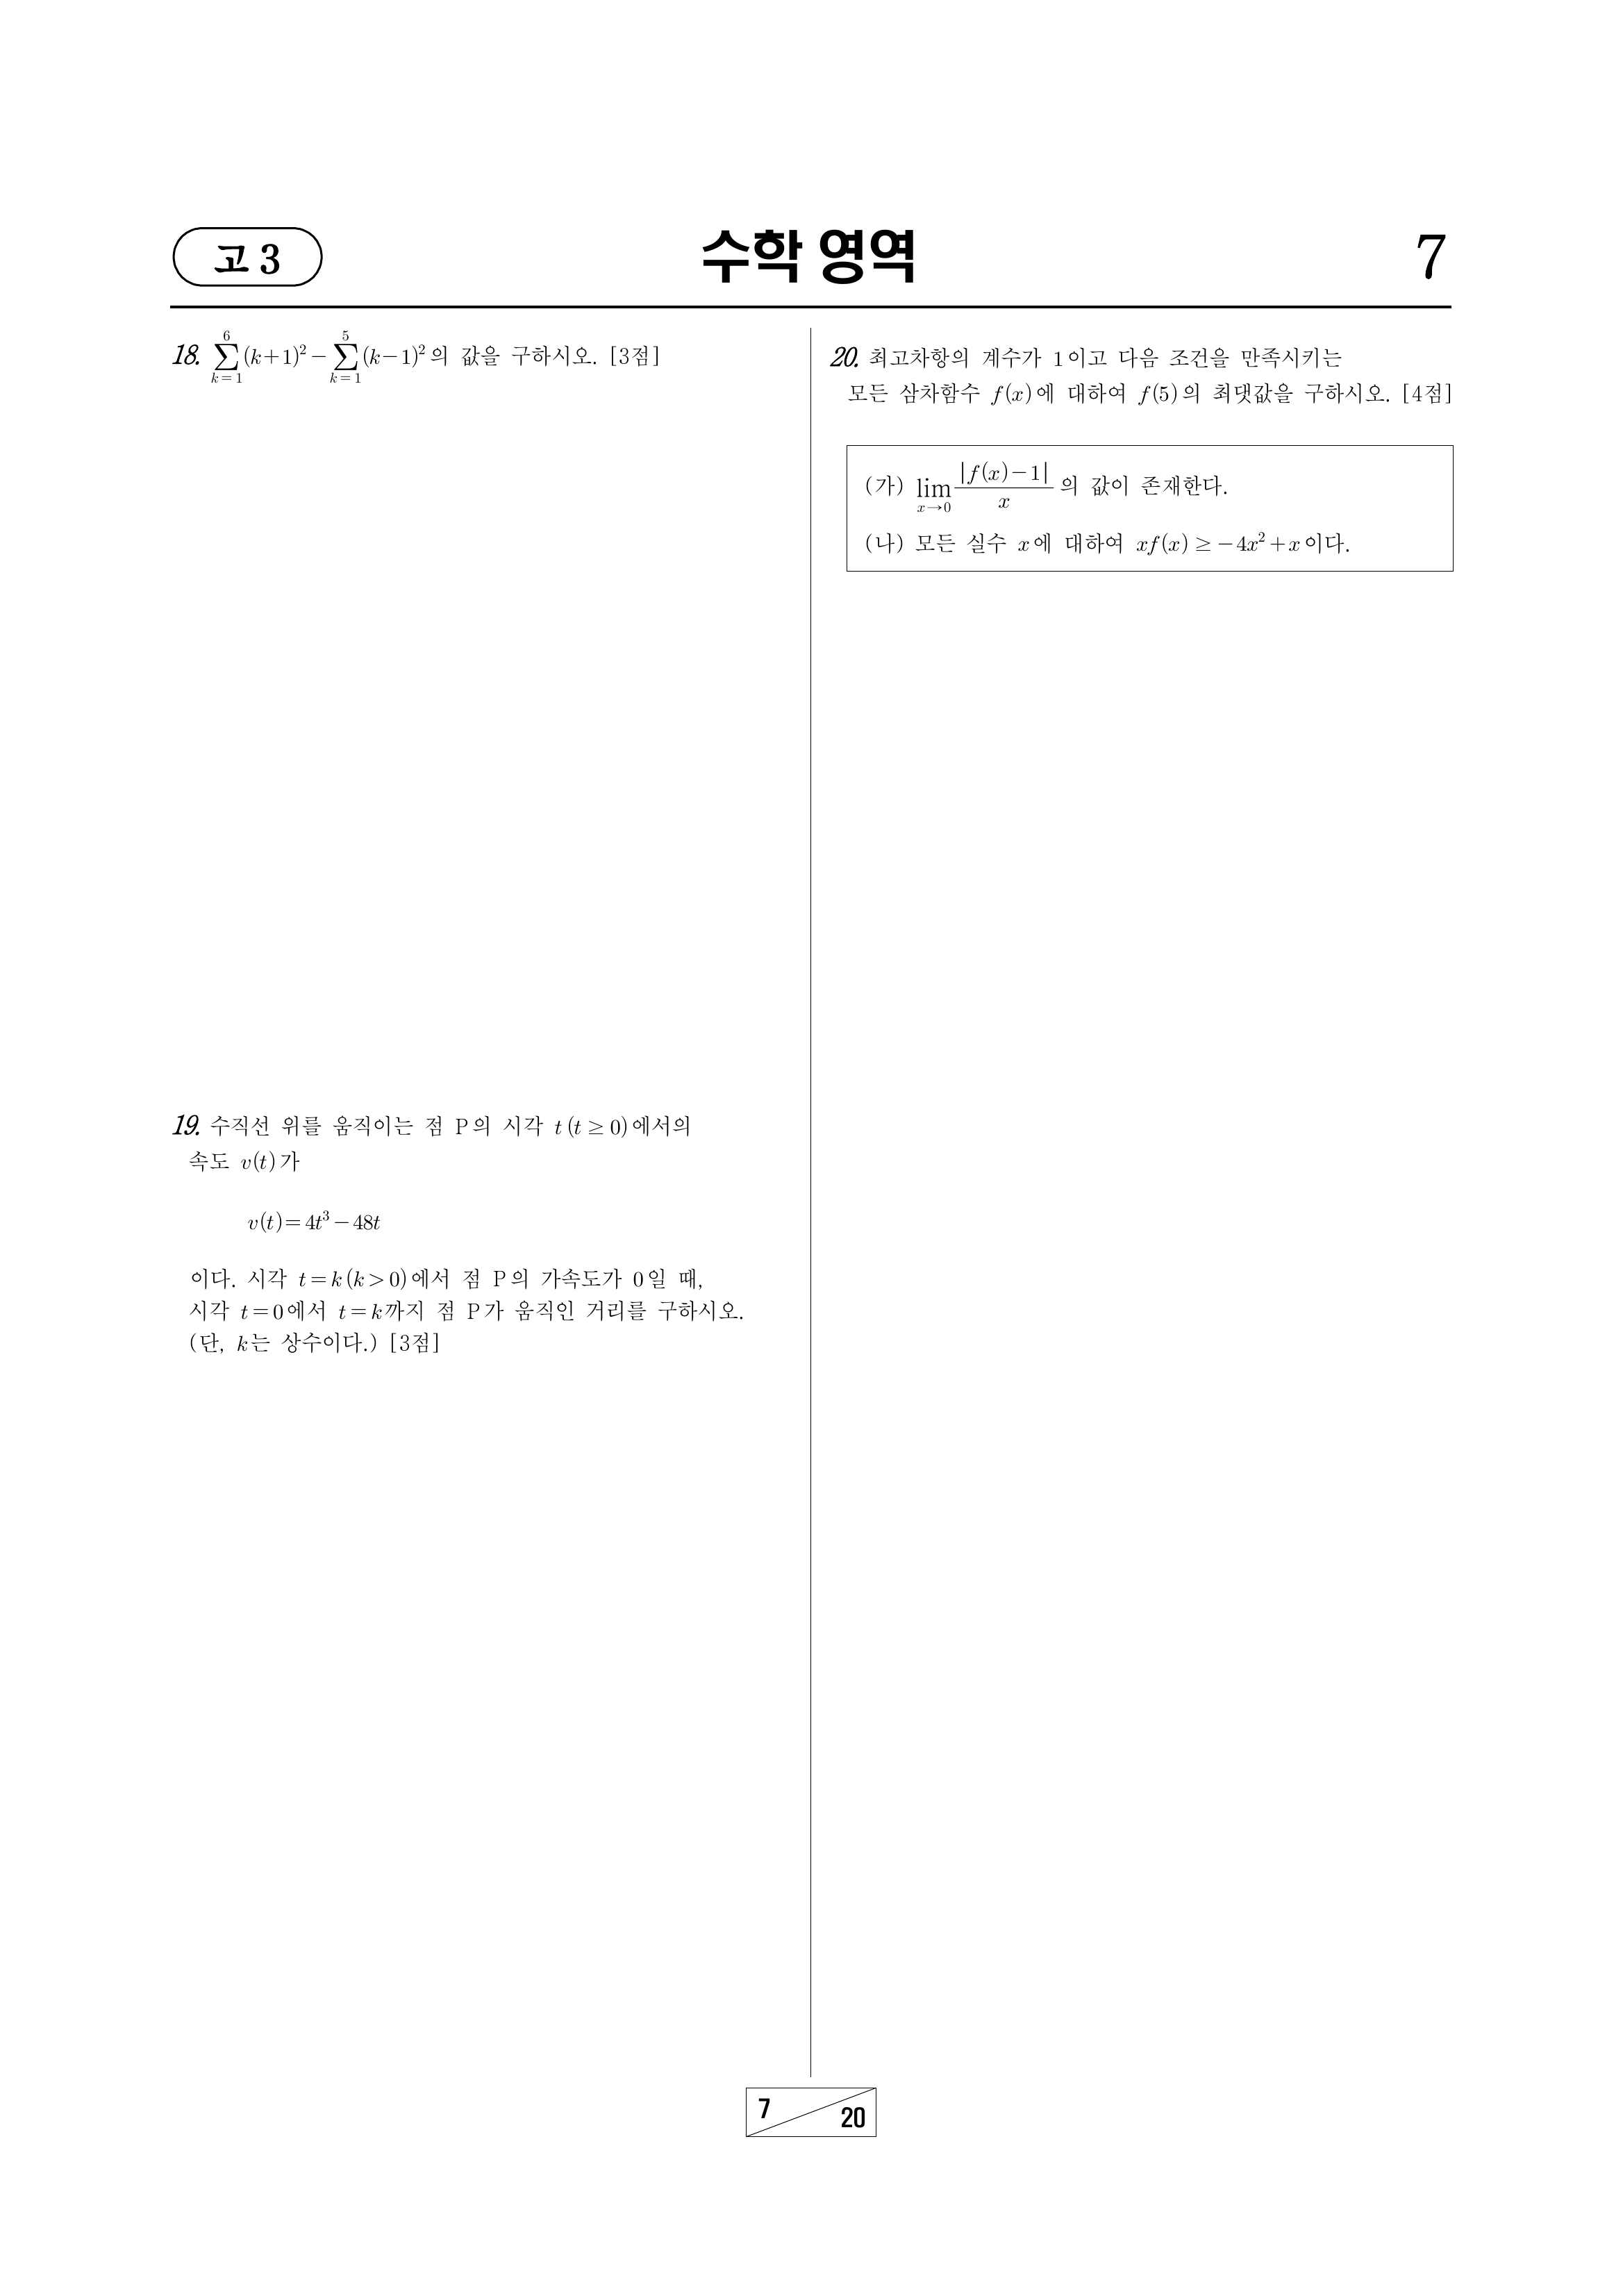 고 3
수학 영역
7
18. $\sum_{k=1}^{6}(k+1)^2-\sum_{k=1}^{5}(k-1)^2$의 값을 구하시오. [3점]
19. 수직선 위를 움직이는 점 P의 시각 $t\,(t\geq 0)$에서의
속도 $v(t)$가
$v(t)=4t^3-48t$
이다. 시각 $t=k\,(k>0)$에서 점 P의 가속도가 0일 때,
시각 $t=0$에서 $t=k$까지 점 P가 움직인 거리를 구하시오.
(단, $k$는 상수이다.) [3점]
20. 최고차항의 계수가 1이고 다음 조건을 만족시키는
모든 삼차함수 $f(x)$에 대하여 $f(5)$의 최댓값을 구하시오. [4점]
(가) $\lim_{x\to 0}\frac{|f(x)-1|}{x}$의 값이 존재한다.
(나) 모든 실수 $x$에 대하여 $xf(x)\geq -4x^2+x$이다.
7
20